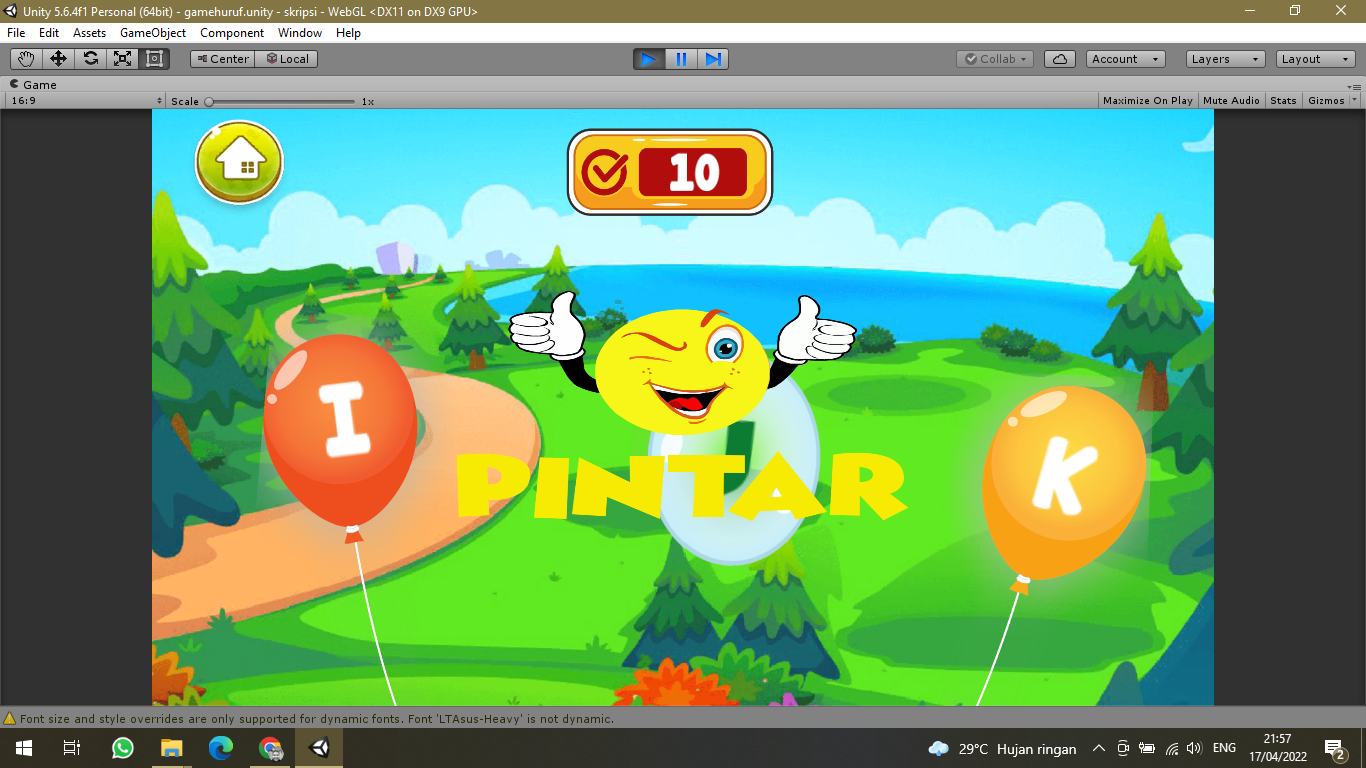 Unity 5.6.4f1 Personal (64bit) - gamehuruf.unity - skripsi - WebGL <DX11 on DX9 GPU>
File Edit Assets GameObject Component Window Help
Center Local Collab Account Layers Layout
Game
16:9 Scale 1x Maximize On Play Mute Audio Stats Gizmos
10
I
J
K
PINTAR
Font size and style overrides are only supported for dynamic fonts. Font 'LTAsus-Heavy' is not dynamic.
29°C Hujan ringan ENG 21:57
17/04/2022 2